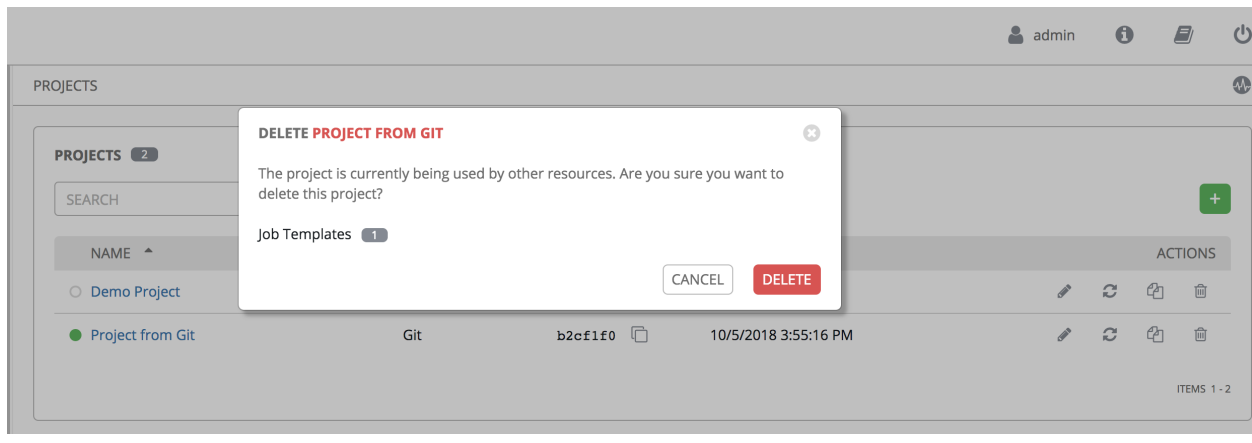 admin
PROJECTS
DELETE PROJECT FROM GIT
The project is currently being used by other resources. Are you sure you want to
delete this project?
Job Templates 1
CANCEL DELETE
PROJECTS 2
SEARCH
NAME ACTIONS
Demo Project
Project from Git Git b2cf1f0 10/5/2018 3:55:16 PM
ITEMS 1 - 2